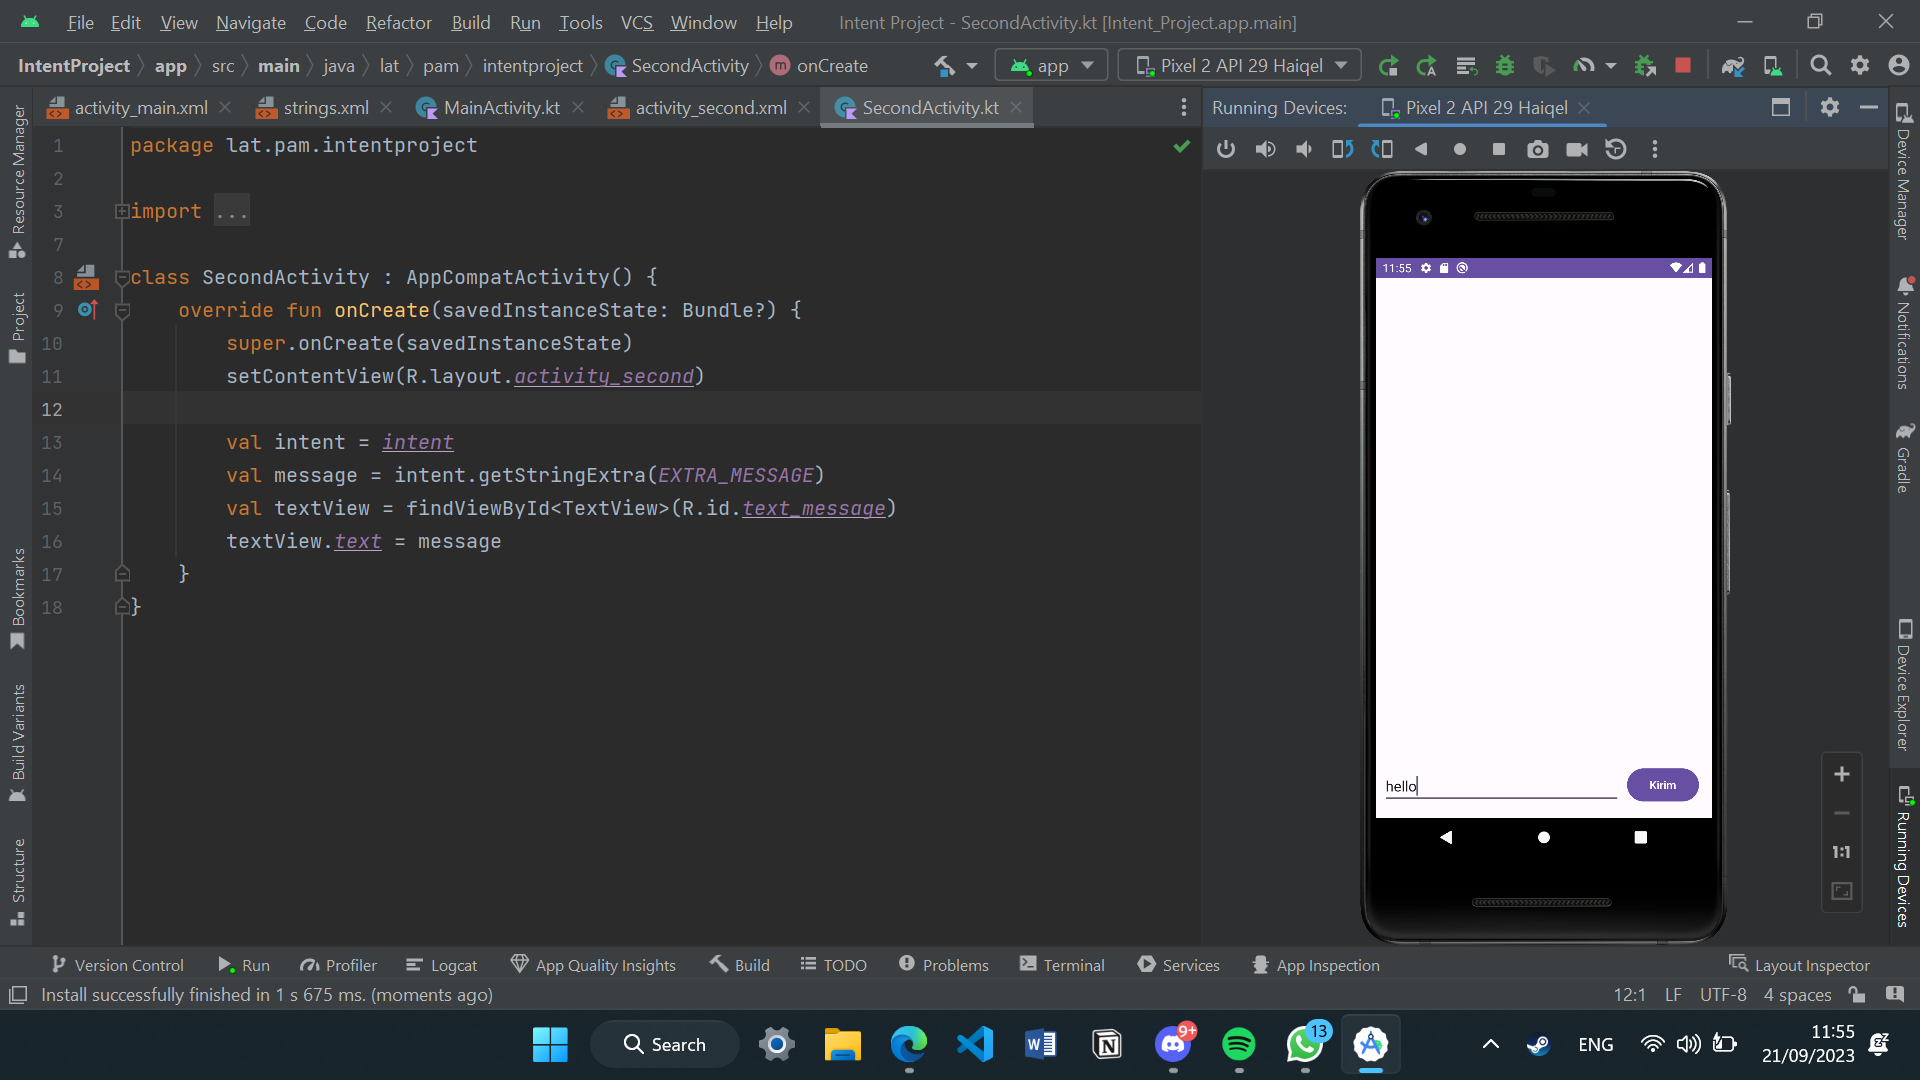 File Edit View Navigate Code Refactor Build Run Tools VCS Window Help Intent Project - SecondActivity.kt [Intent_Project.app.main]
IntentProject app src main java lat pam intentproject SecondActivity m onCreate app Pixel 2 API 29 Haiqel
activity_main.xml strings.xml MainActivity.kt activity_second.xml SecondActivity.kt Running Devices: Pixel 2 API 29 Haiqel
1 package lat.pam.intentproject
2
3 import ...
7
8 class SecondActivity : AppCompatActivity() {
9 override fun onCreate(savedInstanceState: Bundle?) {
10 super.onCreate(savedInstanceState)
11 setContentView(R.layout.activity_second)
12
13 val intent = intent
14 val message = intent.getStringExtra(EXTRA_MESSAGE)
15 val textView = findViewById<TextView>(R.id.text_message)
16 textView.text = message
17 }
18 }
Resource Manager
Project
Bookmarks
Build Variants
Structure
11:55
hello
Kirim
1:1
Device Manager
Notifications
Gradle
Device Explorer
Running Devices
Version Control Run Profiler Logcat App Quality Insights Build TODO Problems Terminal Services App Inspection Layout Inspector
Install successfully finished in 1 s 675 ms. (moments ago) 12:1 LF UTF-8 4 spaces
Search 9+ 13 ENG 11:55
21/09/2023